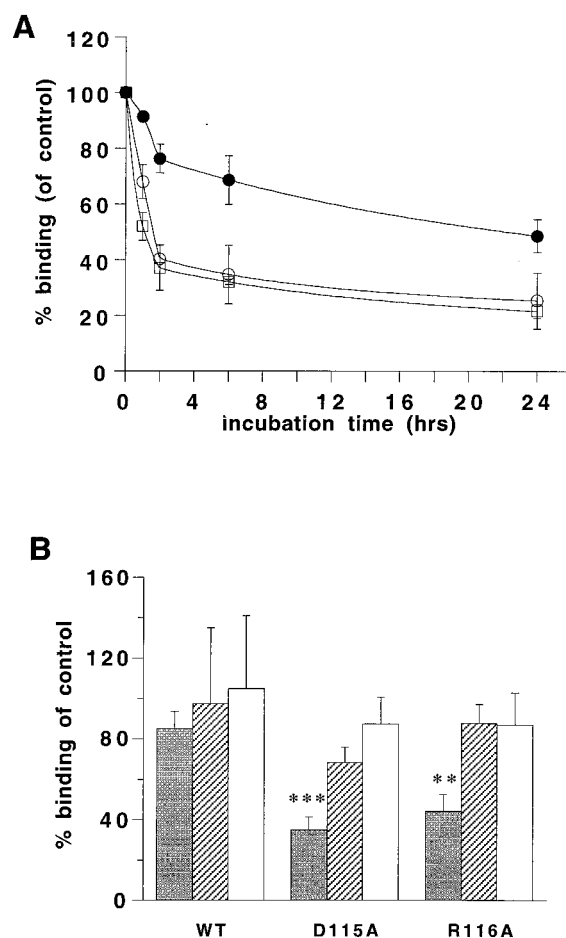 A
120
100
80
60
40
20
0
% binding (of control)
0 4 8 12 16 20 24
incubation time (hrs)
B
160
120
80
40
0
% binding of control
*** **
WT D115A R116A